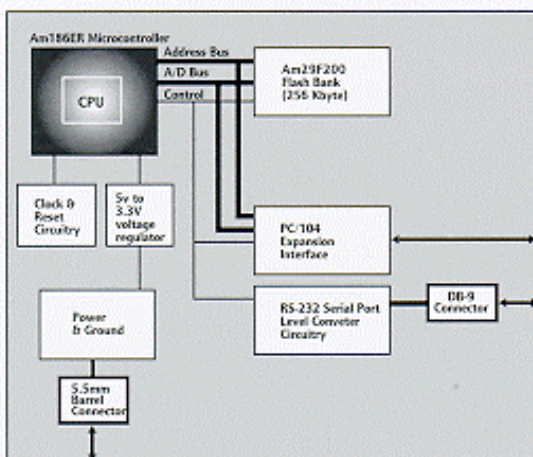 Am186ER Microcontroller
Address Bus
A/D Bus
Control
CPU
Am29F200
Flash Bank
(256 Kbyte)
Clock &
Reset
Circuitry
5v to
3.3V
voltage
regulator
PC/104
Expansion
Interface
Power
& Ground
RS-232 Serial Port
Level Conveter
Circuitry
DB-9
Connector
5.5mm
Barrel
Connector